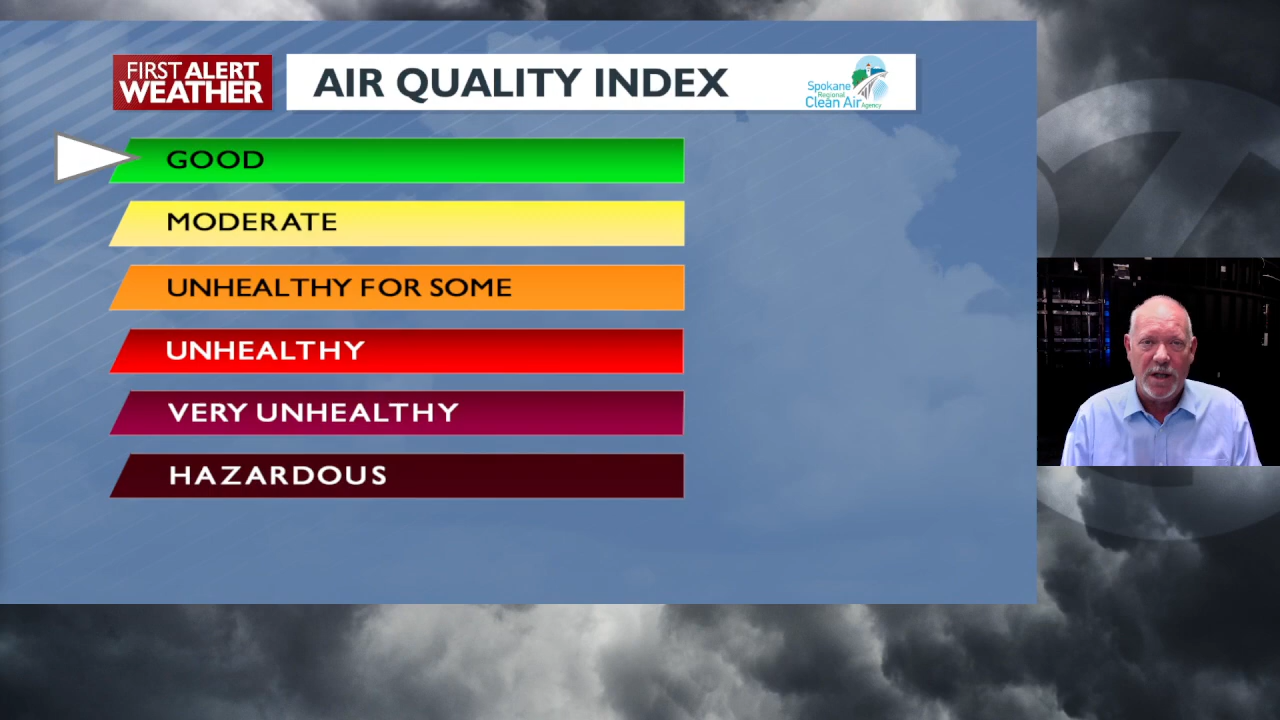 FIRST ALERT
WEATHER
AIR QUALITY INDEX
Spokane
Regional
Clean Air Agency
GOOD
MODERATE
UNHEALTHY FOR SOME
UNHEALTHY
VERY UNHEALTHY
HAZARDOUS